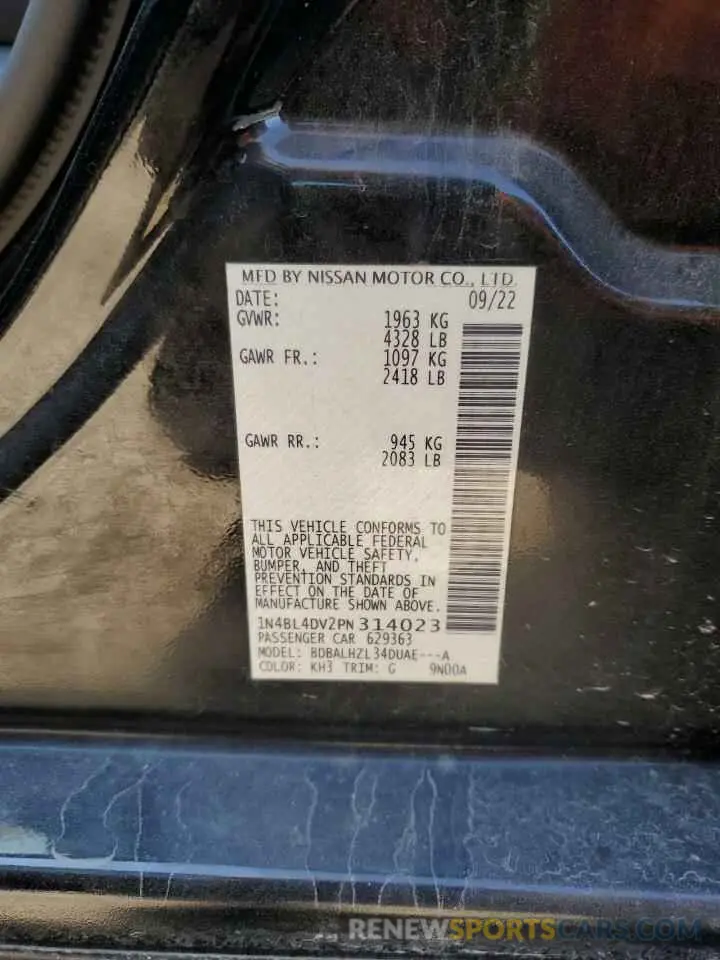 MFD BY NISSAN MOTOR CO., LTD.
DATE: 09/22
GVWR: 1963 KG
4328 LB
GAWR FR.: 1097 KG
2418 LB
GAWR RR.: 945 KG
2083 LB
THIS VEHICLE CONFORMS TO
ALL APPLICABLE FEDERAL
MOTOR VEHICLE SAFETY,
BUMPER, AND THEFT
PREVENTION STANDARDS IN
EFFECT ON THE DATE OF
MANUFACTURE SHOWN ABOVE.
1N4BL4DV2PN314023
PASSENGER CAR 629363
MODEL: BDBALHZL34DUAE---A
COLOR: KH3 TRIM: G 9N00A
RENEWSPORTSCARS.COM